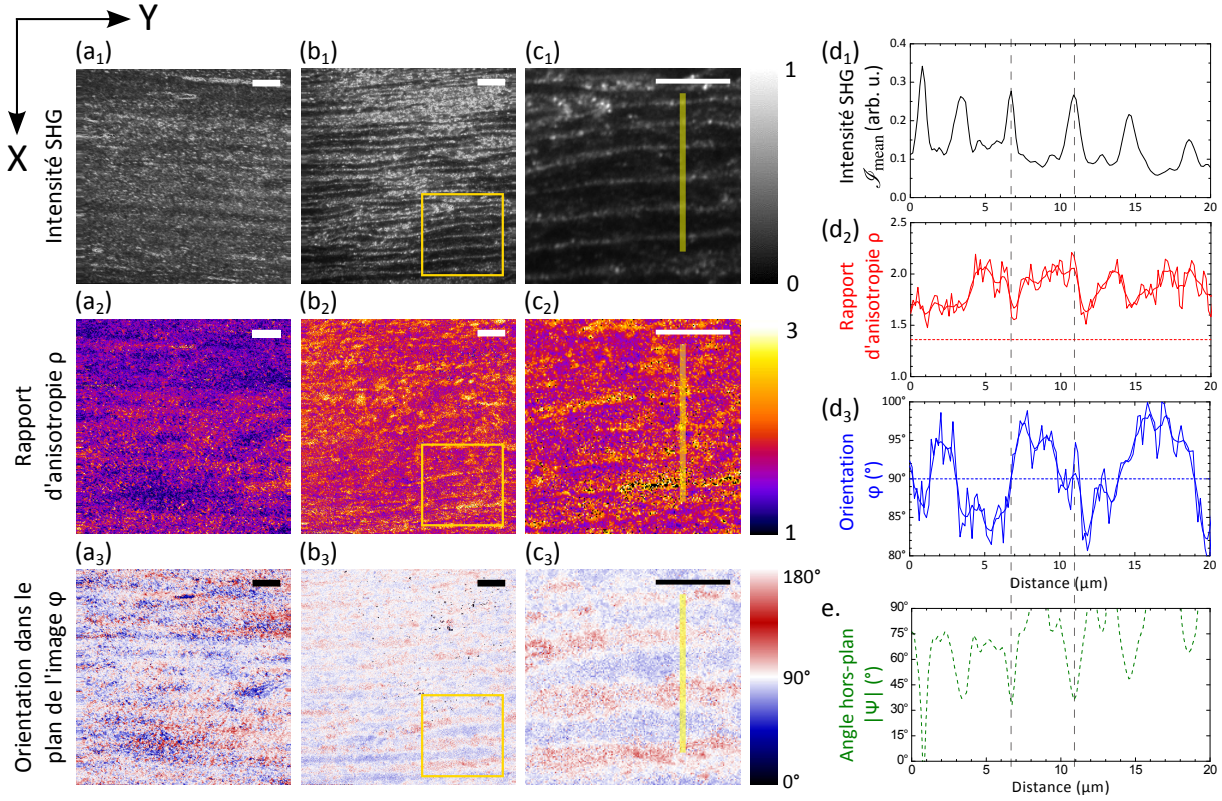 Y
X
(a1)
(b1)
(c1)
Intensité SHG
1
0
(a2)
(b2)
(c2)
Rapport
d'anisotropie ρ
3
1
(a3)
(b3)
(c3)
Orientation dans le
plan de l'image φ
180°
90°
0°
(d1)
Intensité SHG
ℐmean (arb. u.)
0.4
0.3
0.2
0.1
0.0
0 5 10 15 20
(d2)
Rapport
d'anisotropie ρ
2.5
2.0
1.5
1.0
0 5 10 15 20
(d3)
Orientation
φ (°)
100°
95°
90°
85°
80°
0 5 10 15 20
Distance (µm)
e.
Angle hors-plan
|Ψ| (°)
90°
75°
60°
45°
30°
15°
0°
0 5 10 15 20
Distance (µm)